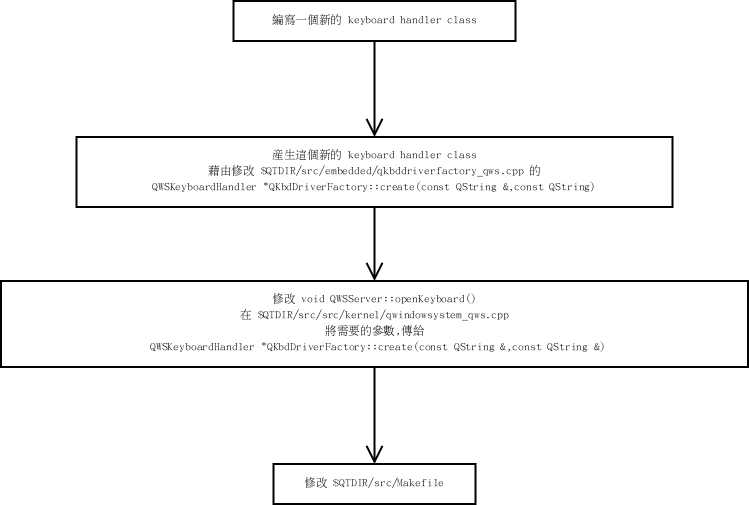 編寫一個新的 keyboard handler class
產生這個新的 keyboard handler class
藉由修改 $QTDIR/src/embedded/qkbddriverfactory_qws.cpp 的
QWSKeyboardHandler *QKbdDriverFactory::create(const QString &,const QString)
修改 void QWSServer::openKeyboard()
在 $QTDIR/src/src/kernel/qwindowsystem_qws.cpp
將需要的參數,傳給
QWSKeyboardHandler *QKbdDriverFactory::create(const QString &,const QString &)
修改 $QTDIR/src/Makefile